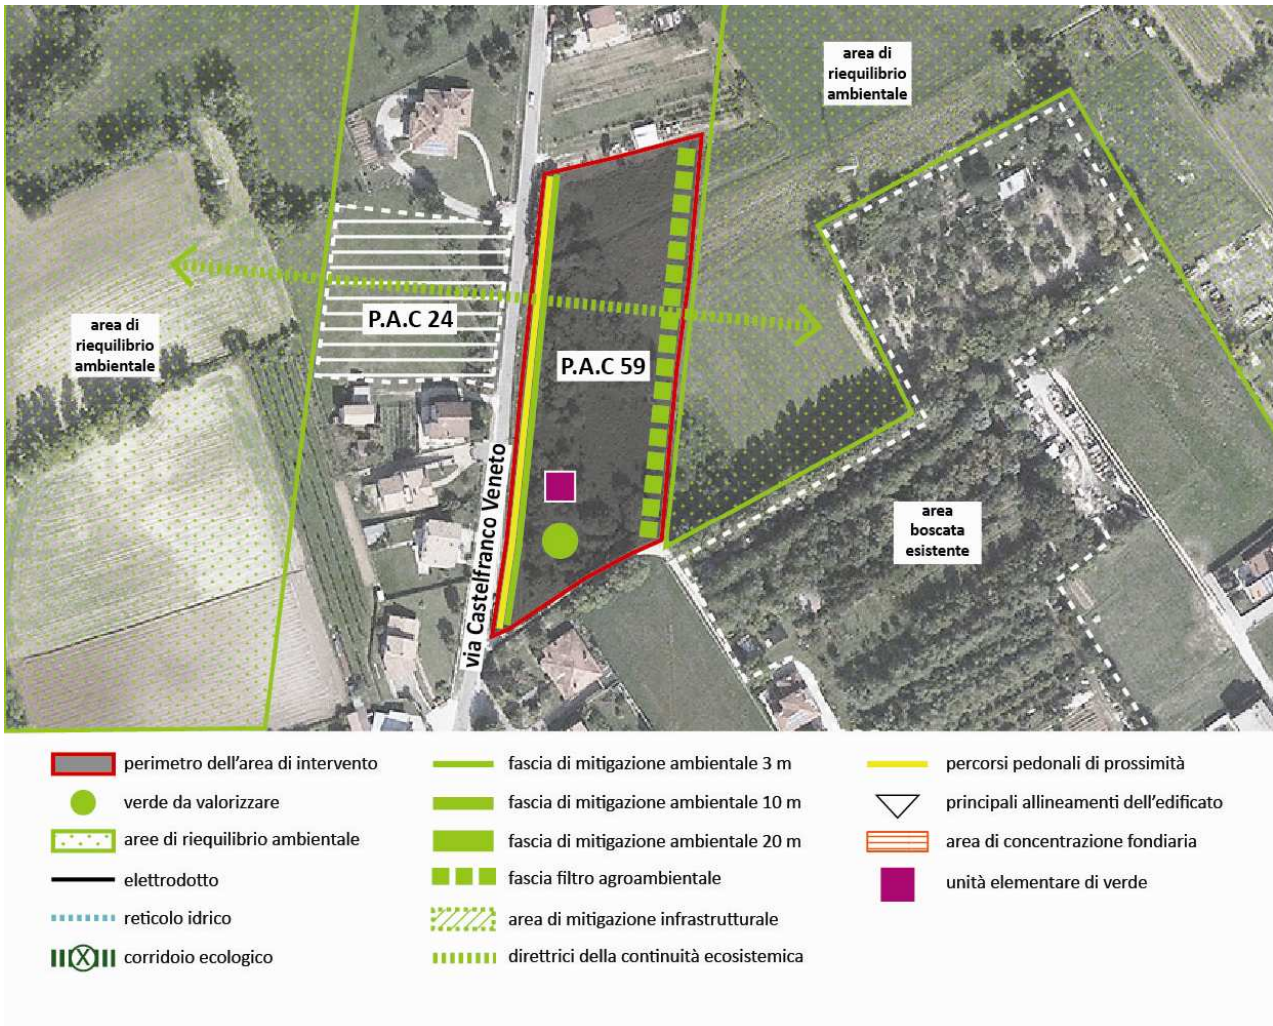 area di
riequilibrio
ambientale
P.A.C 24
area di
riequilibrio
ambientale
P.A.C 59
via Castelfranco Veneto
area
boscata
esistente
perimetro dell'area di intervento
verde da valorizzare
aree di riequilibrio ambientale
elettrodotto
reticolo idrico
X
corridoio ecologico
fascia di mitigazione ambientale 3 m
fascia di mitigazione ambientale 10 m
fascia di mitigazione ambientale 20 m
fascia filtro agroambientale
area di mitigazione infrastrutturale
direttrici della continuità ecosistemica
percorsi pedonali di prossimità
principali allineamenti dell'edificato
area di concentrazione fondiaria
unità elementare di verde